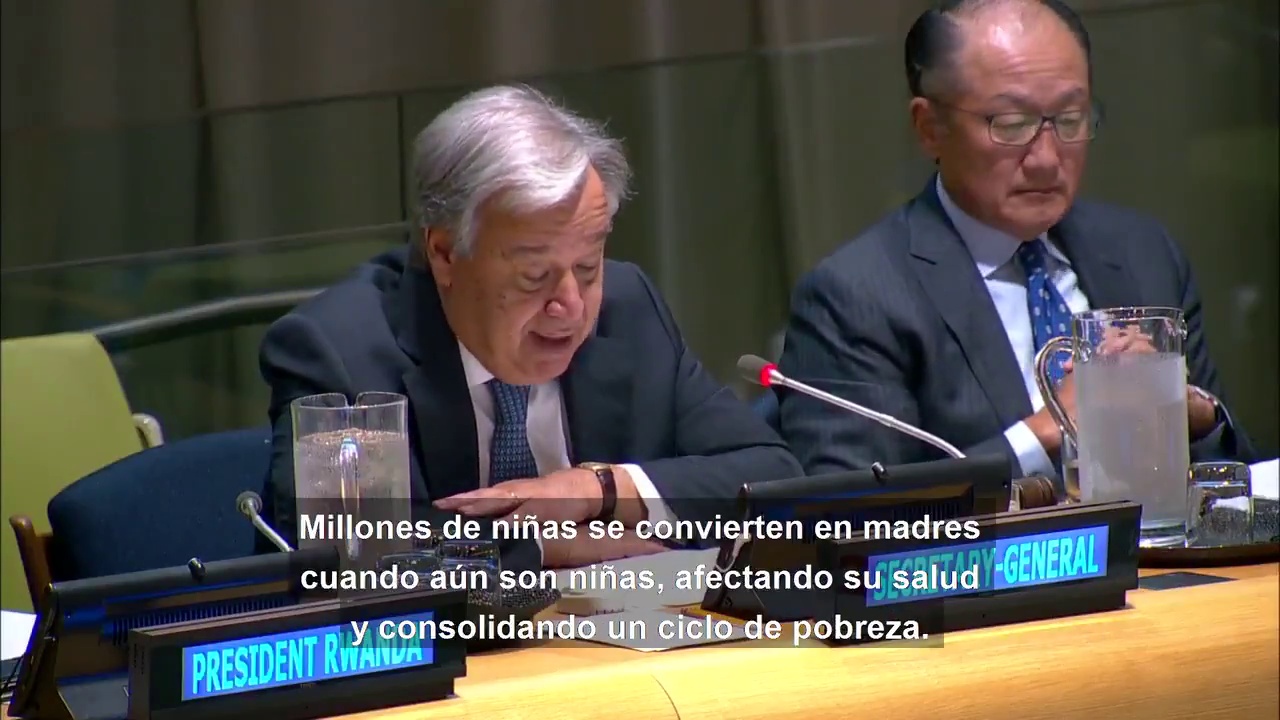 Millones de niñas se convierten en madres
cuando aún son niñas, afectando su salud
y consolidando un ciclo de pobreza.
SECRETARY-GENERAL
PRESIDENT RWANDA